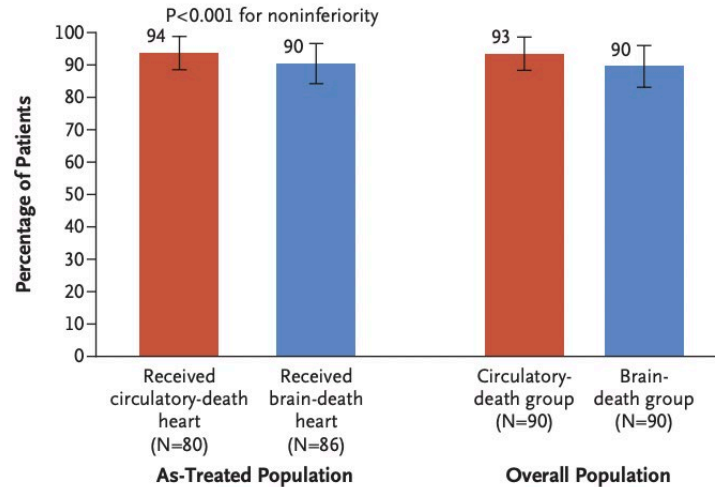 P<0.001 for noninferiority
Percentage of Patients
100
90
80
70
60
50
40
30
20
10
0
94
90
93
90
Received
circulatory-death
heart
(N=80)
Received
brain-death
heart
(N=86)
Circulatory-
death group
(N=90)
Brain-
death group
(N=90)
As-Treated Population
Overall Population